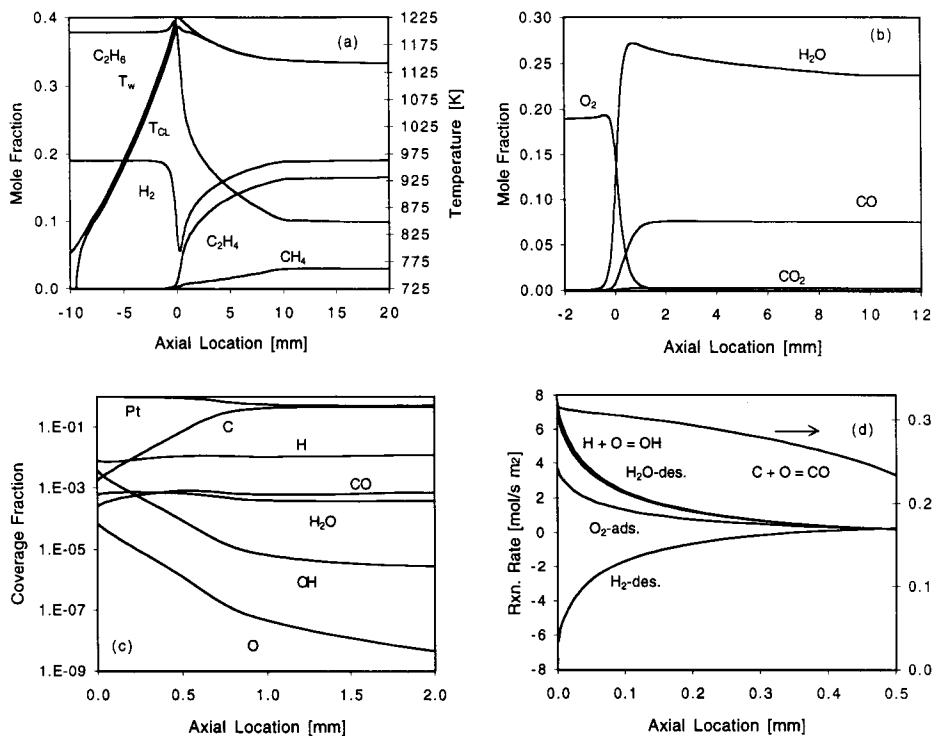 0.4
0.3
0.2
0.1
0.0
Mole Fraction
-10
-5
0
5
10
15
20
Axial Location [mm]
1225
1175
1125
1075
1025
975
925
875
825
775
725
Temperature [K]
(a)
C2H6
Tw
TCL
H2
C2H4
CH4
0.30
0.25
0.20
0.15
0.10
0.05
0.00
Mole Fraction
-2
0
2
4
6
8
10
12
Axial Location [mm]
(b)
H2O
O2
CO
CO2
1.E-01
1.E-03
1.E-05
1.E-07
1.E-09
Coverage Fraction
0.0
0.5
1.0
1.5
2.0
Axial Location [mm]
Pt
C
H
CO
H2O
OH
O
(c)
8
6
4
2
0
-2
-4
-6
-8
Rxn. Rate [mol/s m2]
0.0
0.1
0.2
0.3
0.4
0.5
Axial Location [mm]
0.3
0.2
0.1
0.0
(d)
H + O = OH
H2O-des.
C + O = CO
O2-ads.
H2-des.